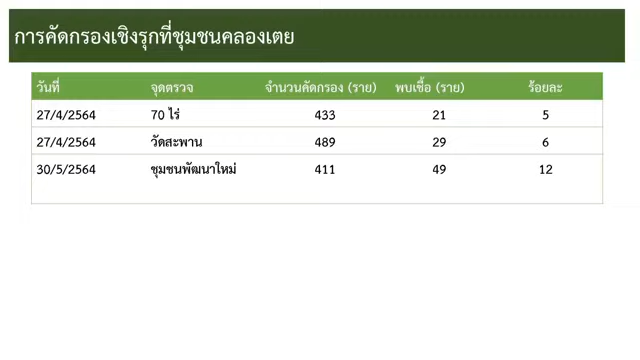 การคัดกรองเชิงรุกที่ชุมชนคลองเตย
วันที่ จุดตรวจ จำนวนคัดกรอง (ราย) พบเชื้อ (ราย) ร้อยละ
27/4/2564 70 ไร่ 433 21 5
27/4/2564 วัดสะพาน 489 29 6
30/5/2564 ชุมชนพัฒนาใหม่ 411 49 12